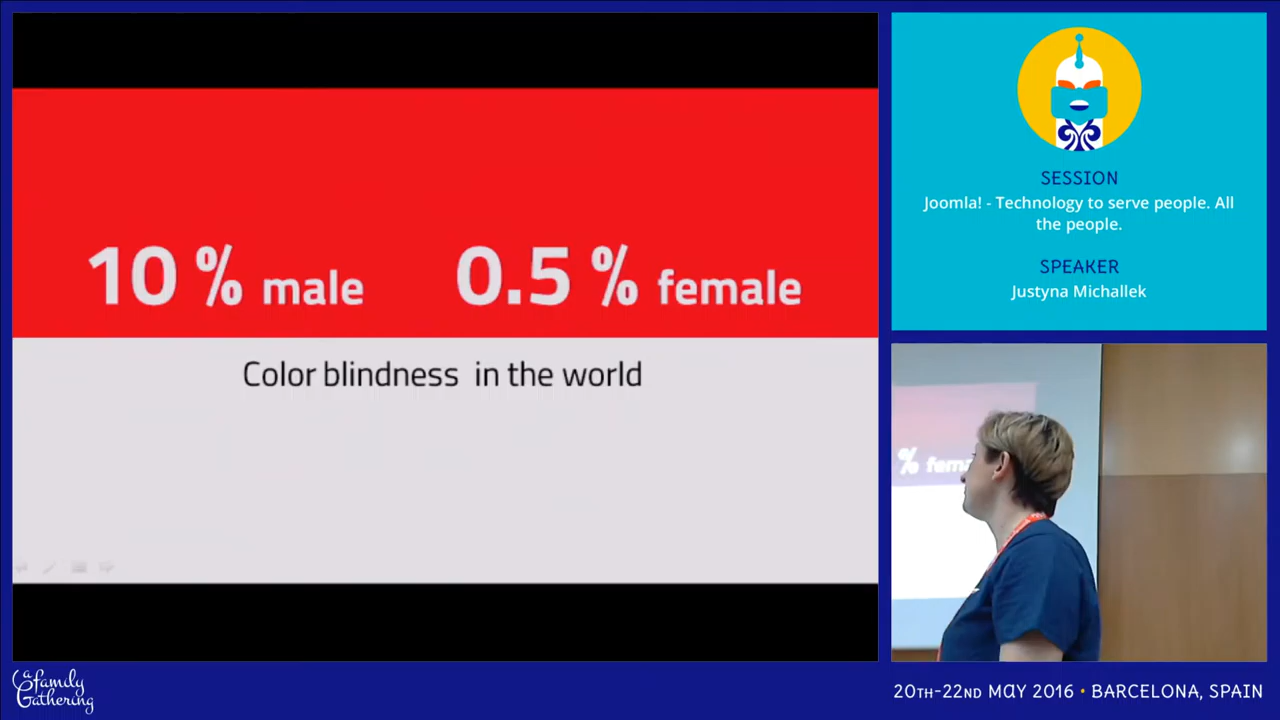 10 % male 0.5 % female
Color blindness in the world
SESSION
Joomla! - Technology to serve people. All
the people.
SPEAKER
Justyna Michallek
% fema
a family
Gathering
20TH-22ND MAY 2016 • BARCELONA, SPAIN